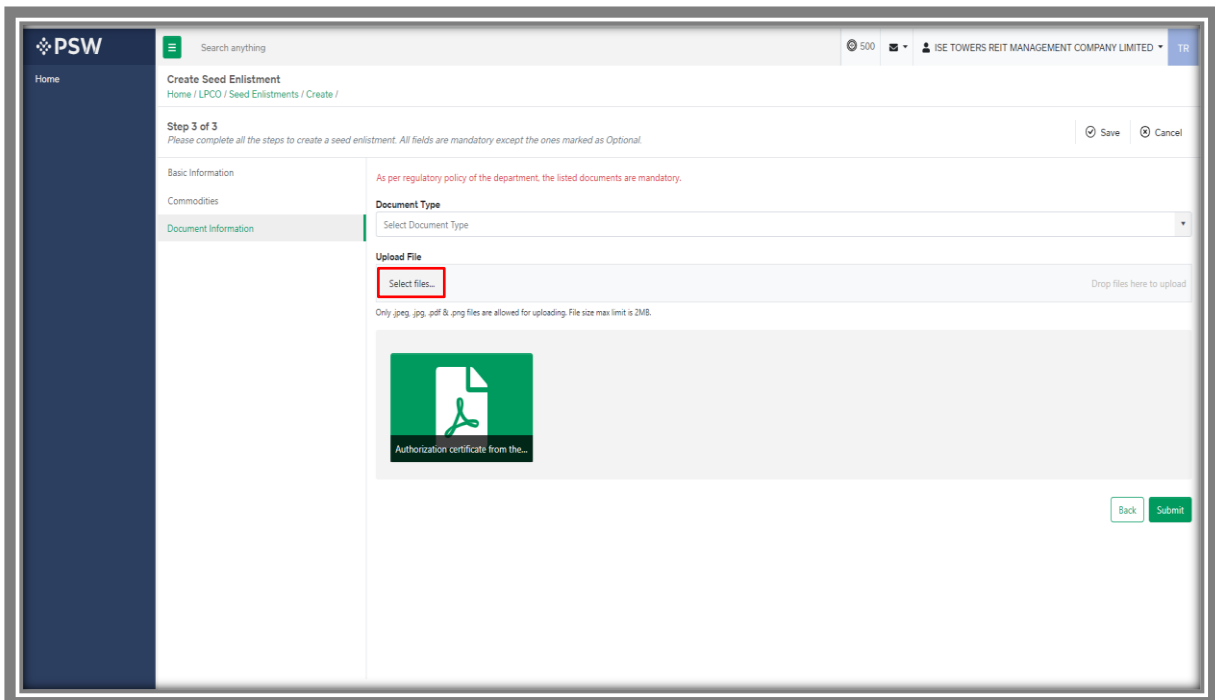 PSW
Search anything
500
ISE TOWERS REIT MANAGEMENT COMPANY LIMITED
TR
Home
Create Seed Enlistment
Home / LPCO / Seed Enlistments / Create /
Step 3 of 3
Please complete all the steps to create a seed enlistment. All fields are mandatory except the ones marked as Optional.
Save
Cancel
Basic Information
Commodities
Document Information
As per regulatory policy of the department, the listed documents are mandatory.
Document Type
Select Document Type
Upload File
Select files...
Drop files here to upload
Only .jpeg, .jpg, .pdf & .png files are allowed for uploading. File size max limit is 2MB.
Authorization certificate from the...
Back
Submit